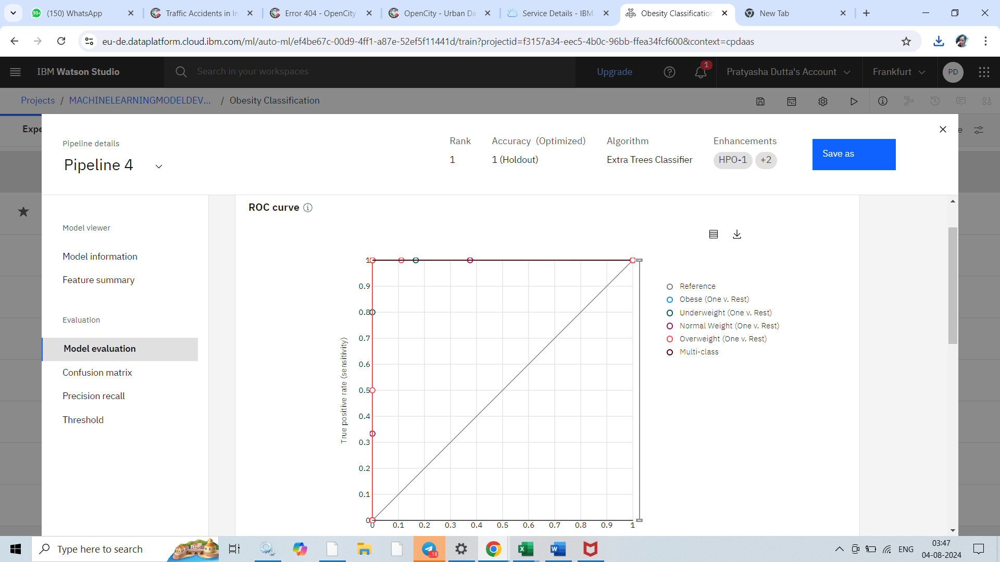 (150) WhatsApp
Traffic Accidents in In
Error 404 - OpenCity
OpenCity - Urban Da
Service Details - IBM
Obesity Classification
New Tab
eu-de.dataplatform.cloud.ibm.com/ml/auto-ml/ef4be67c-00d9-4ff1-a87e-52ef5f11441d/train?projectid=f3157a34-eec5-4b0c-96bb-ffea34fcf600&context=cpdaas
IBM Watson Studio
Search in your workspaces
Upgrade
1
Pratyasha Dutta's Account
Frankfurt
PD
Projects / MACHINELEARNINGMODELDEV... / Obesity Classification
Expe
e
Pipeline details
Pipeline 4
Rank
1
Accuracy (Optimized)
1 (Holdout)
Algorithm
Extra Trees Classifier
Enhancements
HPO-1 +2
Save as
Model viewer
Model information
Feature summary
Evaluation
Model evaluation
Confusion matrix
Precision recall
Threshold
ROC curve
True positive rate (sensitivity)
1
0.9
0.8
0.7
0.6
0.5
0.4
0.3
0.2
0.1
0
0 0.1 0.2 0.3 0.4 0.5 0.6 0.7 0.8 0.9 1
Reference
Obese (One v. Rest)
Underweight (One v. Rest)
Normal Weight (One v. Rest)
Overweight (One v. Rest)
Multi-class
Type here to search
..18
ENG
03:47
04-08-2024